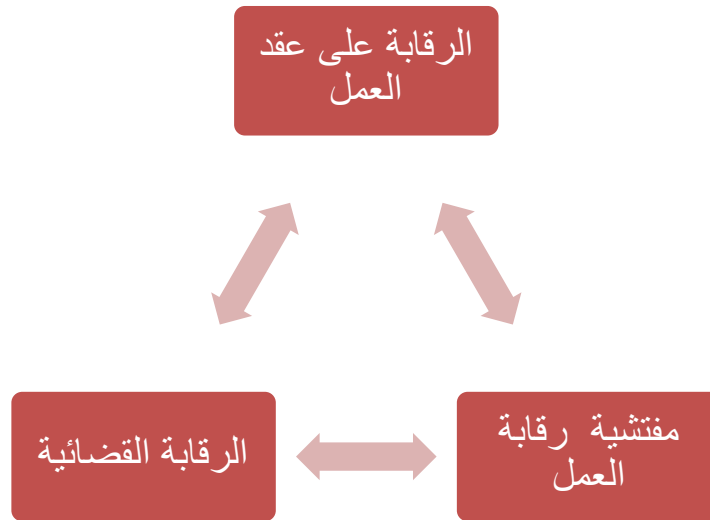 الرقابة على عقد
العمل
مفتشية رقابة
العمل
الرقابة القضائية